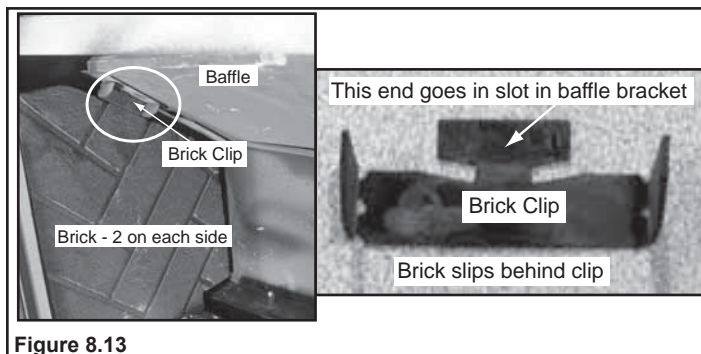 Baffle
Brick Clip
Brick - 2 on each side
This end goes in slot in baffle bracket
Brick Clip
Brick slips behind clip
Figure 8.13